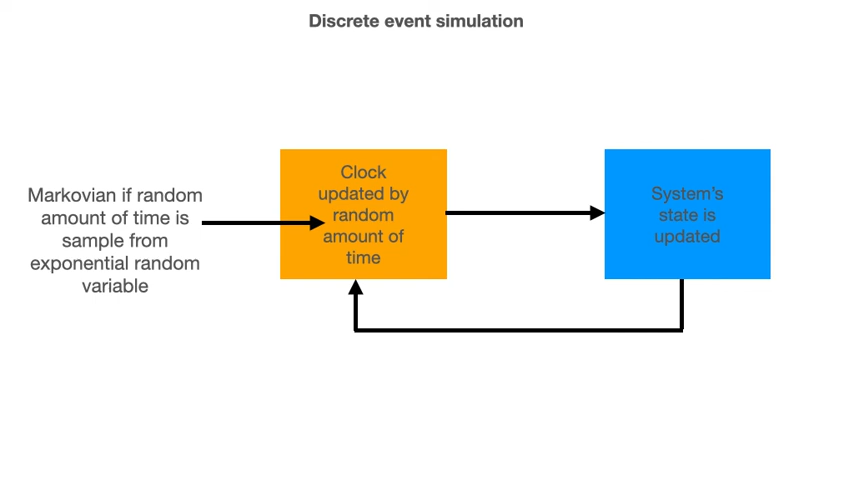 Discrete event simulation
Markovian if random
amount of time is
sample from
exponential random
variable
Clock
updated by
random
amount of
time
System's
state is
updated